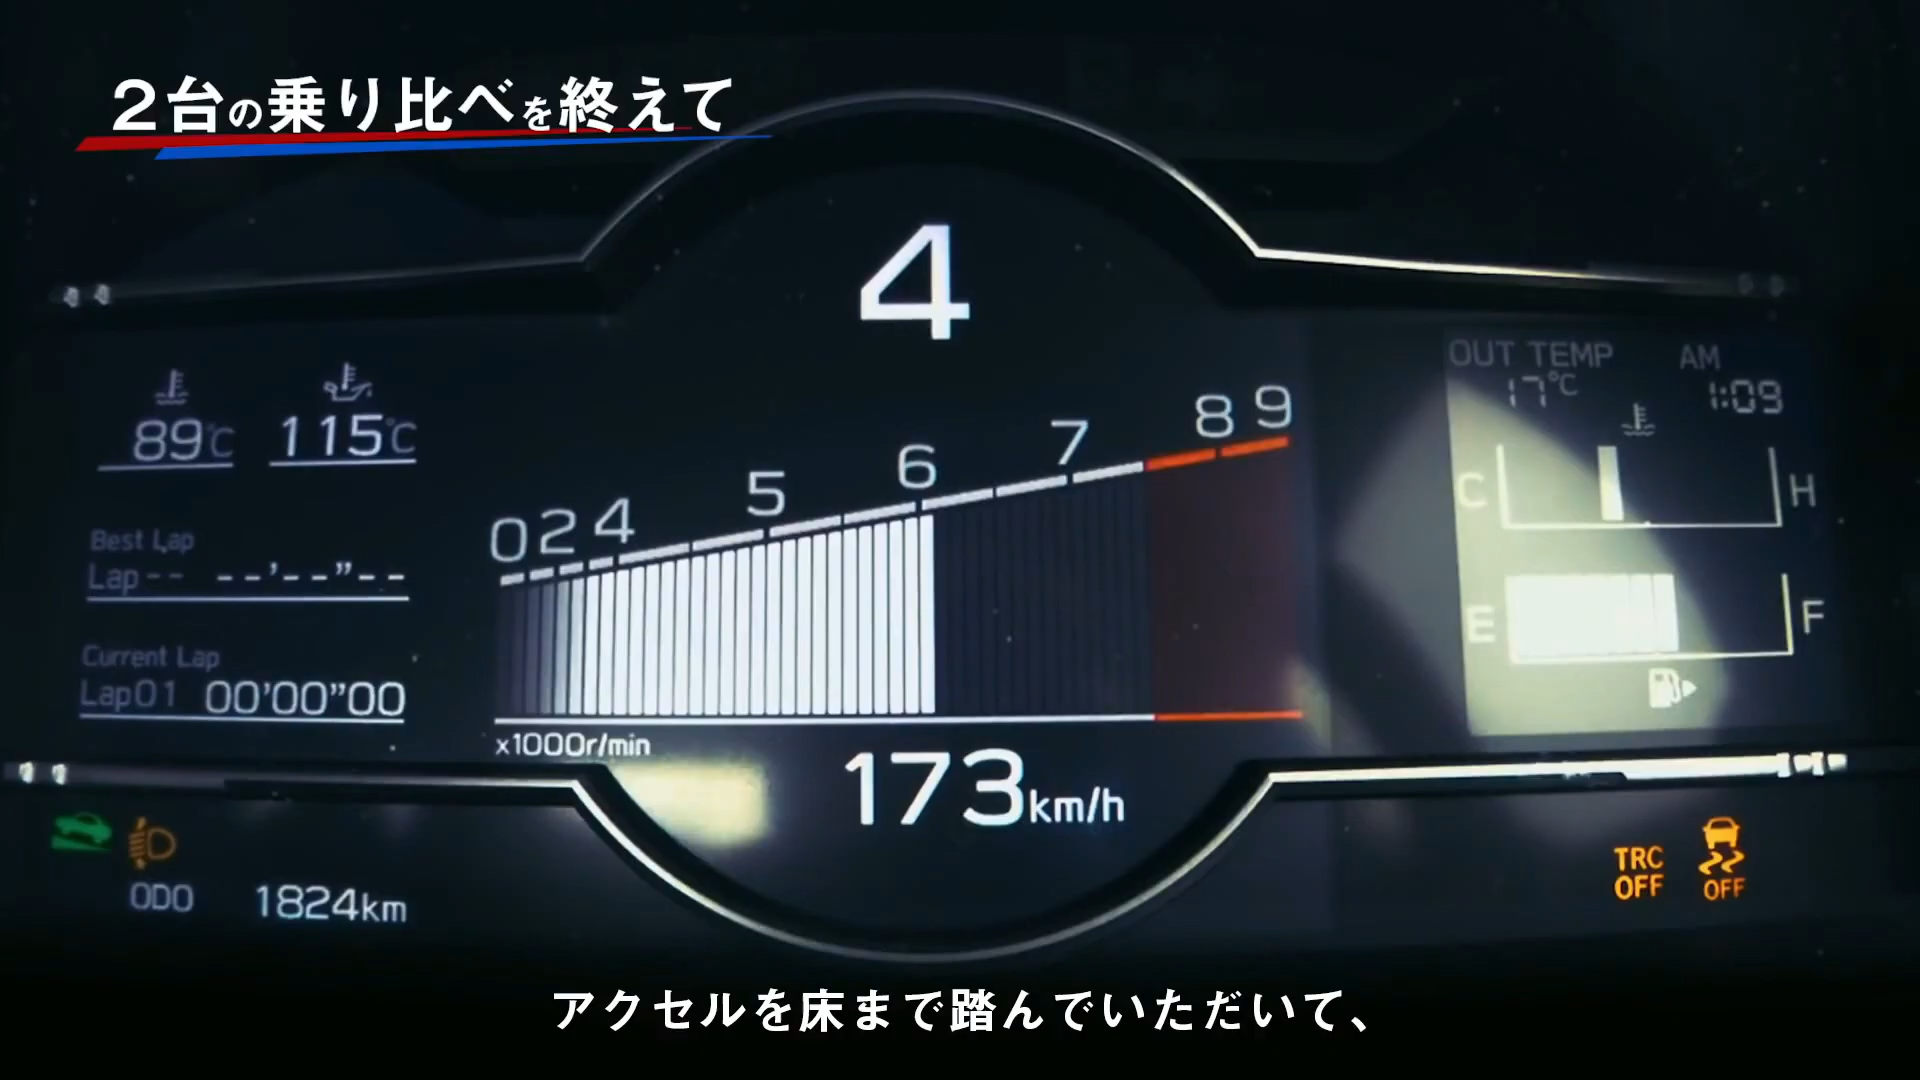 2台の乗り比べを終えて
4
89℃
115℃
OUT TEMP
17℃
AM
1:09
C
H
E
F
Best Lap
Lap-- --'--"--
Current Lap
Lap01 00'00"00
0 2 4 5 6 7 8 9
x1000r/min
173km/h
ODO 1824km
TRC
OFF
OFF
アクセルを床まで踏んでいただいて、